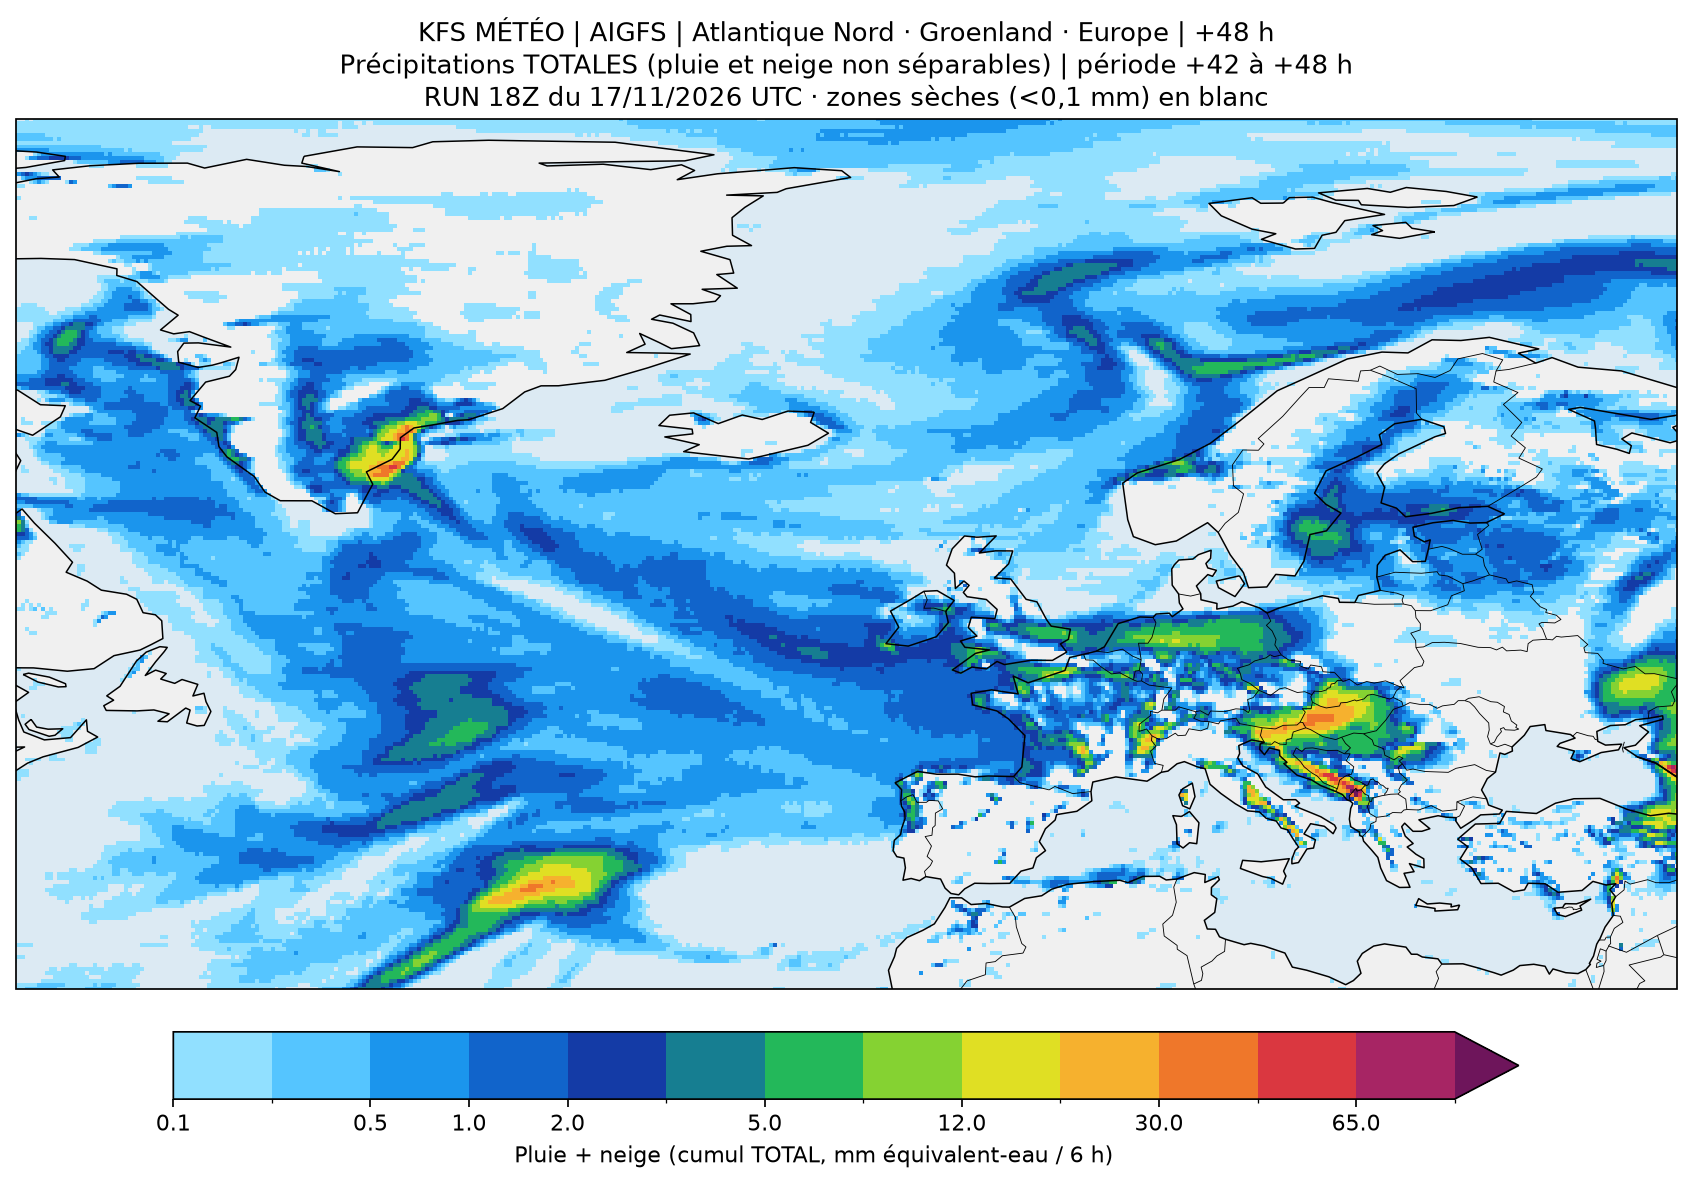 KFS MÉTÉO | AIGFS | Atlantique Nord · Groenland · Europe | +48 h
Précipitations TOTALES (pluie et neige non séparables) | période +42 à +48 h
RUN 18Z du 17/11/2026 UTC · zones sèches (<0,1 mm) en blanc
0.1 0.5 1.0 2.0 5.0 12.0 30.0 65.0
Pluie + neige (cumul TOTAL, mm équivalent-eau / 6 h)